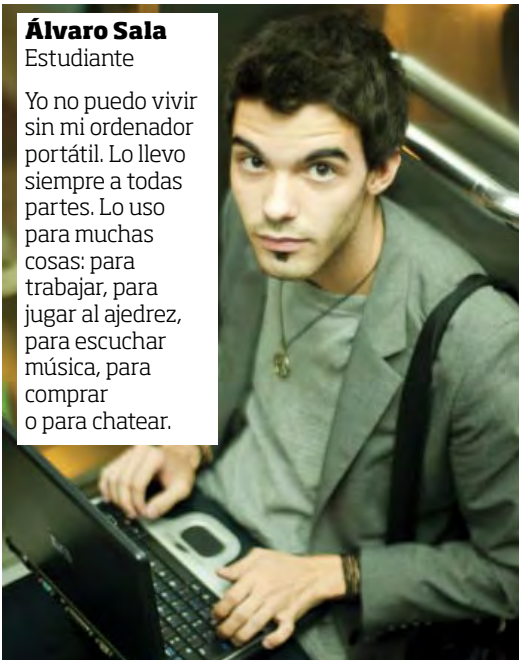 Álvaro Sala
Estudiante
Yo no puedo vivir
sin mi ordenador
portátil. Lo llevo
siempre a todas
partes. Lo uso
para muchas
cosas: para
trabajar, para
jugar al ajedrez,
para escuchar
música, para
comprar
o para chatear.